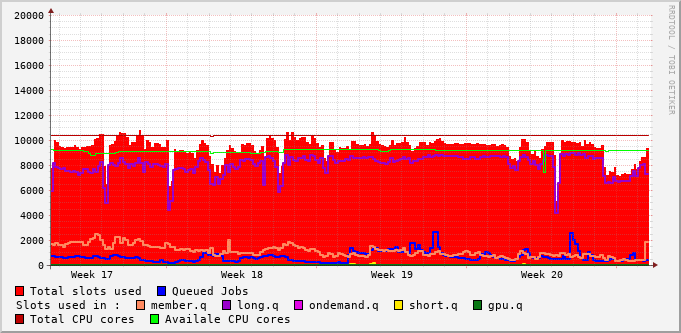 20000
18000
16000
14000
12000
10000
8000
6000
4000
2000
0
Week 17 Week 18 Week 19 Week 20
Total slots used Queued Jobs
Slots used in : member.q long.q ondemand.q short.q gpu.q
Total CPU cores Availale CPU cores
RRDTOOL / TOBI OETIKER